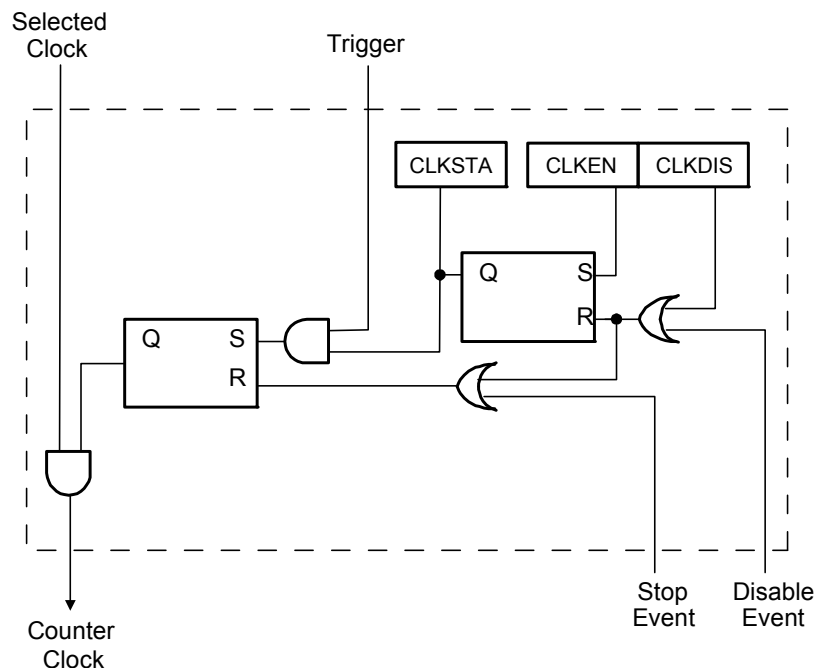 Selected
Clock
Trigger
CLKSTA
CLKEN
CLKDIS
Q
S
R
Q
S
R
Stop
Event
Disable
Event
Counter
Clock